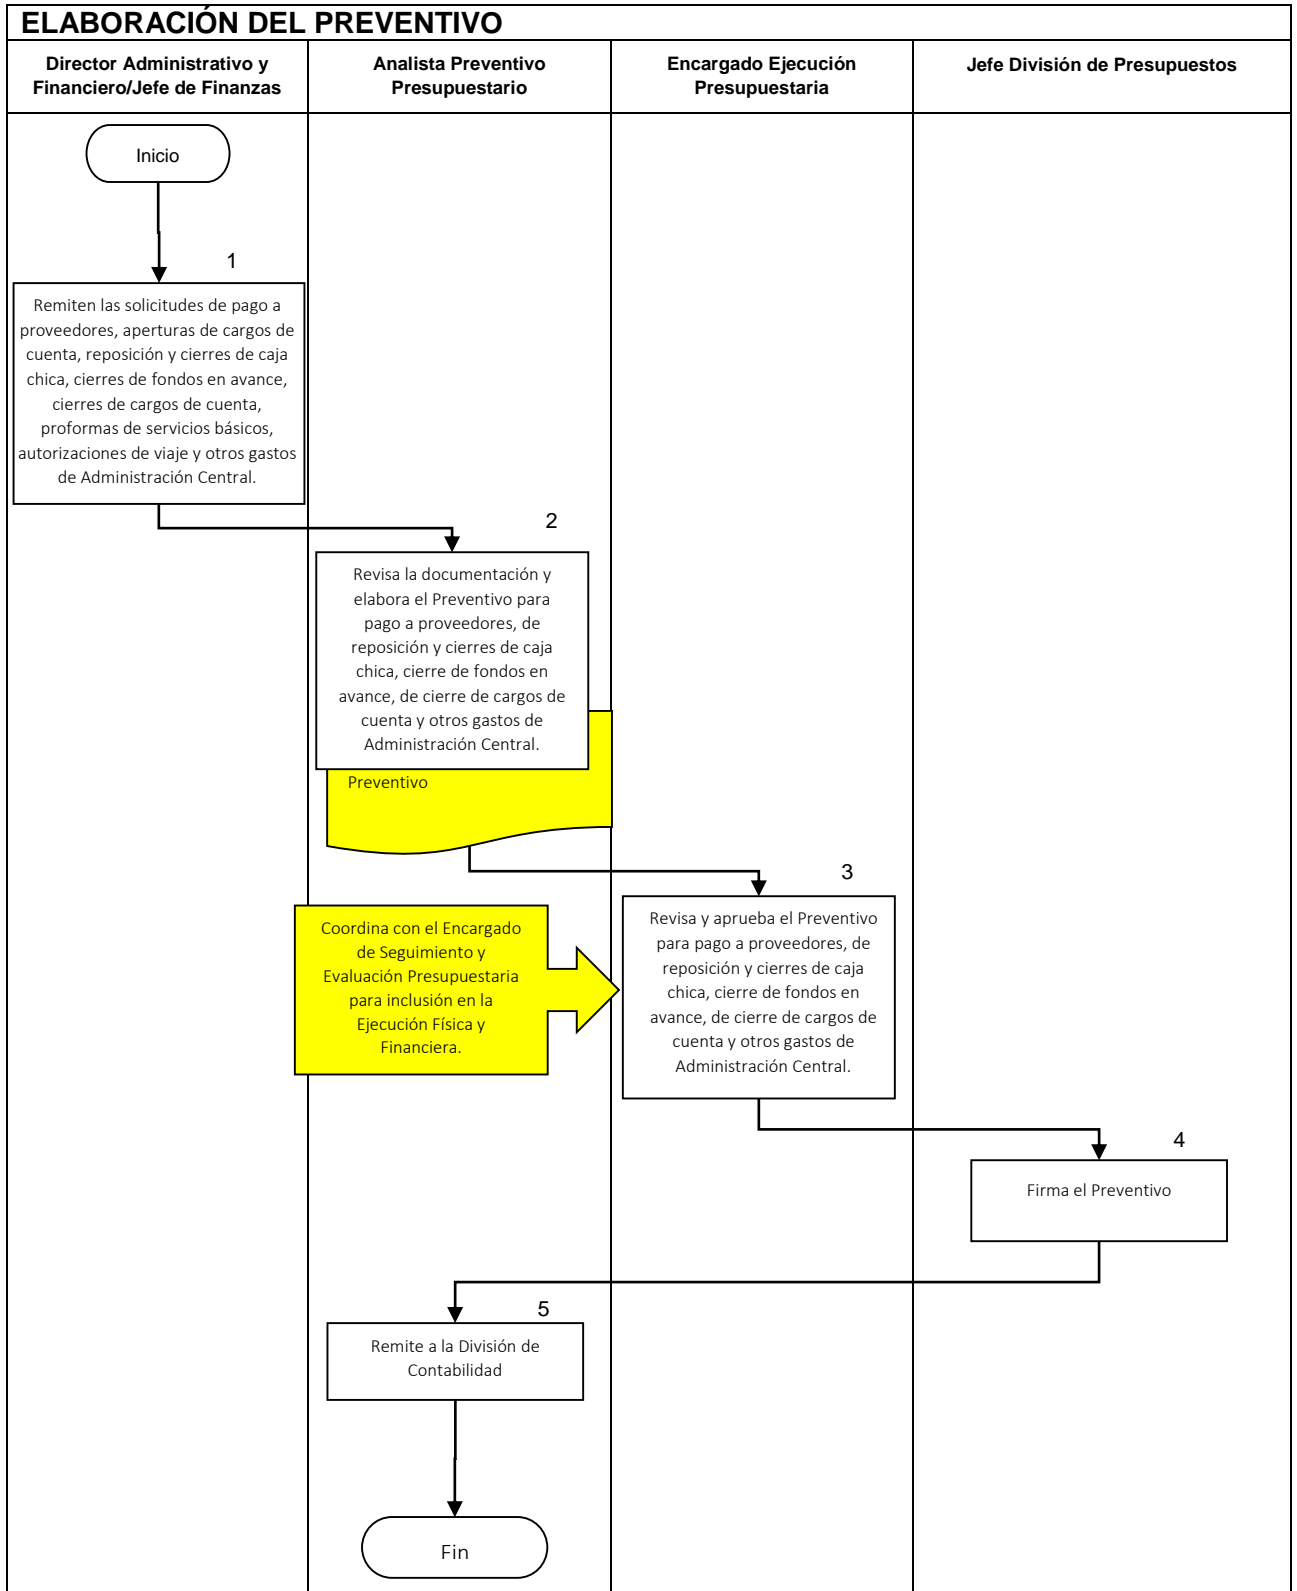 ELABORACIÓN DEL PREVENTIVO
Director Administrativo y
Financiero/Jefe de Finanzas
Analista Preventivo
Presupuestario
Encargado Ejecución
Presupuestaria
Jefe División de Presupuestos
Inicio
1
Remiten las solicitudes de pago a
proveedores, aperturas de cargos de
cuenta, reposición y cierres de caja
chica, cierres de fondos en avance,
cierres de cargos de cuenta,
proformas de servicios básicos,
autorizaciones de viaje y otros gastos
de Administración Central.
2
Revisa la documentación y
elabora el Preventivo para
pago a proveedores, de
reposición y cierres de caja
chica, cierre de fondos en
avance, de cierre de cargos de
cuenta y otros gastos de
Administración Central.
Preventivo
3
Revisa y aprueba el Preventivo
para pago a proveedores, de
reposición y cierres de caja
chica, cierre de fondos en
avance, de cierre de cargos de
cuenta y otros gastos de
Administración Central.
Coordina con el Encargado
de Seguimiento y
Evaluación Presupuestaria
para inclusión en la
Ejecución Física y
Financiera.
4
Firma el Preventivo
5
Remite a la División de
Contabilidad
Fin